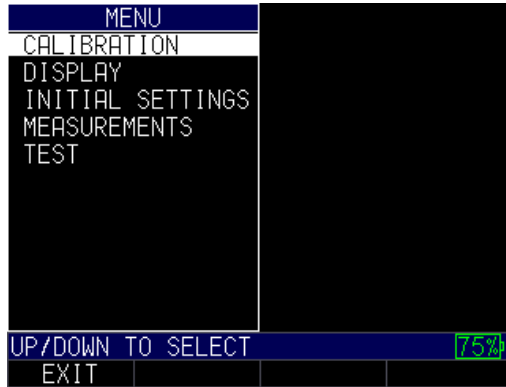 MENU
CALIBRATION
DISPLAY
INITIAL SETTINGS
MEASUREMENTS
TEST
UP/DOWN TO SELECT 75%
EXIT